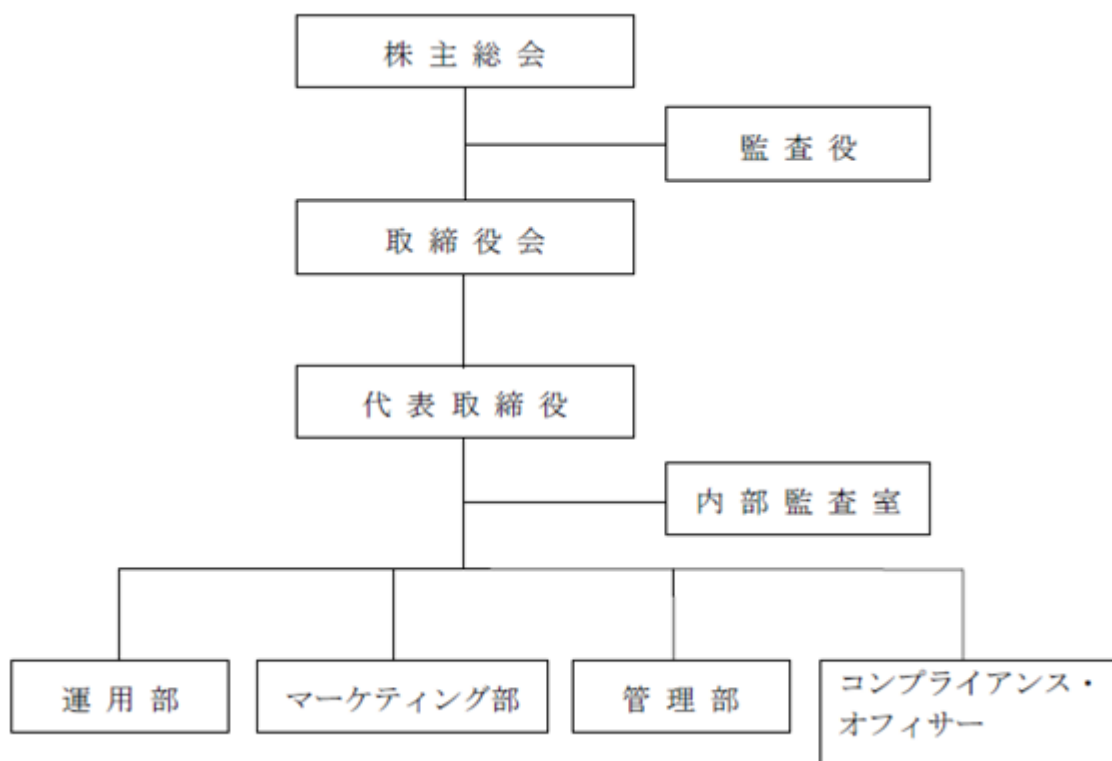 株主総会
監査役
取締役会
代表取締役
内部監査室
運用部
マーケティング部
管理部
コンプライアンス・
オフィサー